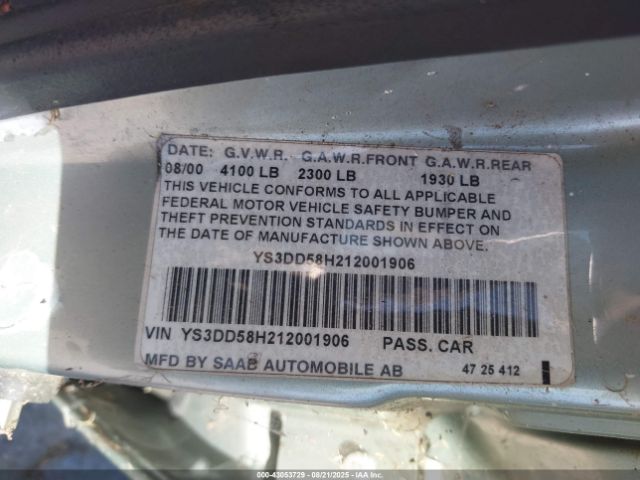 DATE: G.V.W.R. G.A.W.R.FRONT G.A.W.R.REAR
08/00 4100 LB 2300 LB 1930 LB
THIS VEHICLE CONFORMS TO ALL APPLICABLE
FEDERAL MOTOR VEHICLE SAFETY BUMPER AND
THEFT PREVENTION STANDARDS IN EFFECT ON
THE DATE OF MANUFACTURE SHOWN ABOVE.
YS3DD58H212001906
VIN YS3DD58H212001906 PASS. CAR
MFD BY SAAB AUTOMOBILE AB 47 25 412
000-43053729 - 08/21/2025 - IAAI.COM